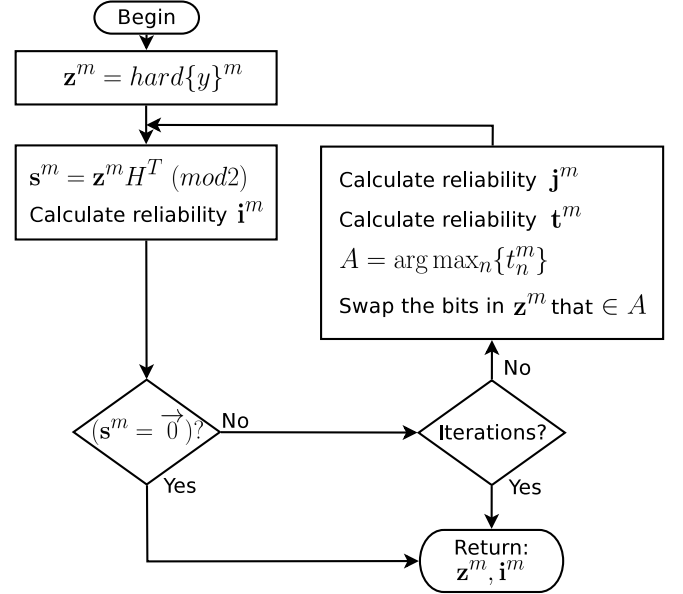 Begin
𝐳^m = hard{y}^m
𝐬^m = 𝐳^m H^T (mod2)
Calculate reliability 𝐢^m
Calculate reliability 𝐣^m
Calculate reliability 𝐭^m
A = arg max_n{t_n^m}
Swap the bits in 𝐳^m that ∈ A
No
(𝐬^m = \overrightarrow{0})?
No
Iterations?
Yes
Yes
Return:
𝐳^m, 𝐢^m